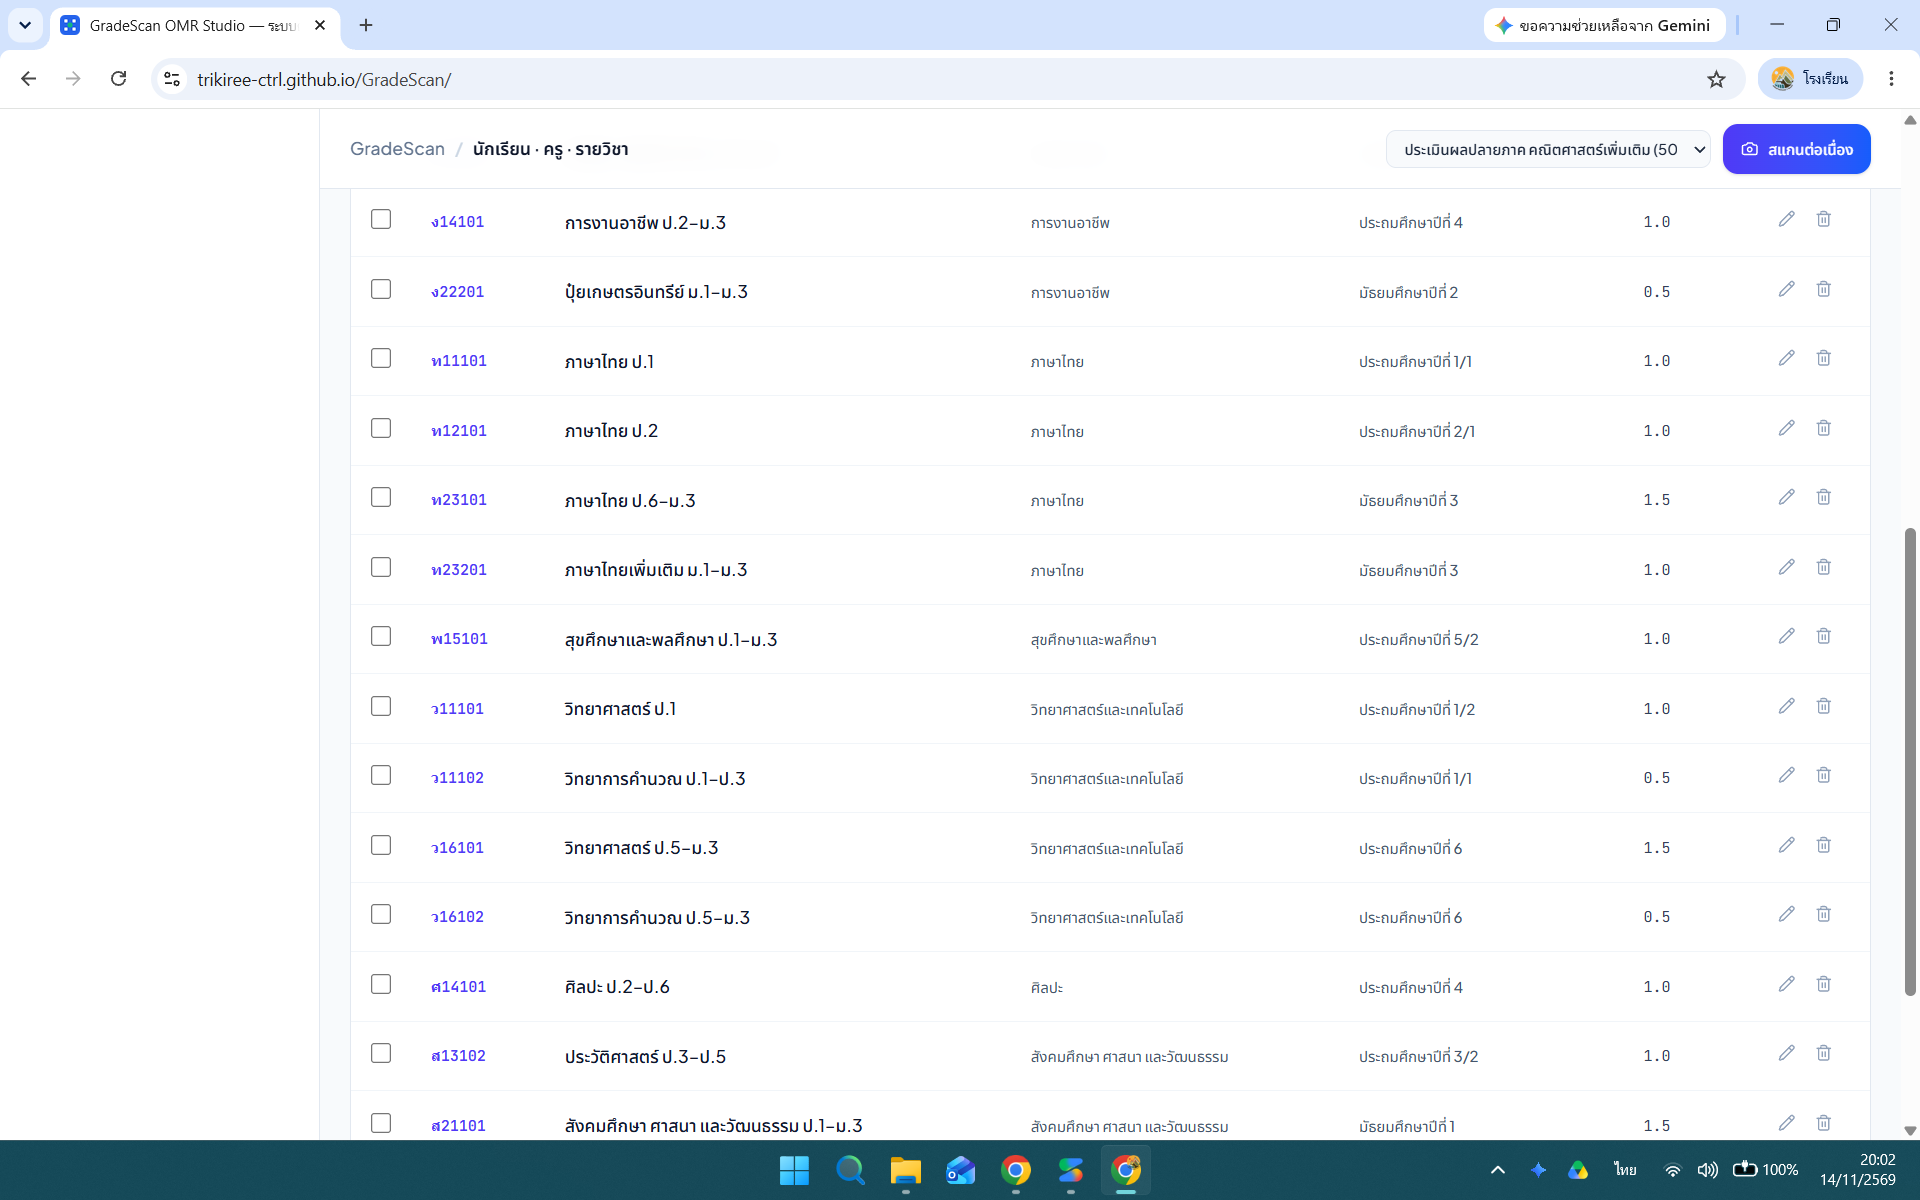 GradeScan OMR Studio — ระบบ
ขอความช่วยเหลือจาก Gemini
trikiree-ctrl.github.io/GradeScan/
โรงเรียน
GradeScan / นักเรียน · ครู · รายวิชา
ประเมินผลปลายภาค คณิตศาสตร์เพิ่มเติม (50
สแกนต่อเนื่อง
ง14101 การงานอาชีพ ป.2–ม.3 การงานอาชีพ ประถมศึกษาปีที่ 4 1.0
ง22201 ปุ๋ยเกษตรอินทรีย์ ม.1–ม.3 การงานอาชีพ มัธยมศึกษาปีที่ 2 0.5
ท11101 ภาษาไทย ป.1 ภาษาไทย ประถมศึกษาปีที่ 1/1 1.0
ท12101 ภาษาไทย ป.2 ภาษาไทย ประถมศึกษาปีที่ 2/1 1.0
ท23101 ภาษาไทย ป.6–ม.3 ภาษาไทย มัธยมศึกษาปีที่ 3 1.5
ท23201 ภาษาไทยเพิ่มเติม ม.1–ม.3 ภาษาไทย มัธยมศึกษาปีที่ 3 1.0
พ15101 สุขศึกษาและพลศึกษา ป.1–ม.3 สุขศึกษาและพลศึกษา ประถมศึกษาปีที่ 5/2 1.0
ว11101 วิทยาศาสตร์ ป.1 วิทยาศาสตร์และเทคโนโลยี ประถมศึกษาปีที่ 1/2 1.0
ว11102 วิทยาการคำนวณ ป.1–ป.3 วิทยาศาสตร์และเทคโนโลยี ประถมศึกษาปีที่ 1/1 0.5
ว16101 วิทยาศาสตร์ ป.5–ม.3 วิทยาศาสตร์และเทคโนโลยี ประถมศึกษาปีที่ 6 1.5
ว16102 วิทยาการคำนวณ ป.5–ม.3 วิทยาศาสตร์และเทคโนโลยี ประถมศึกษาปีที่ 6 0.5
ศ14101 ศิลปะ ป.2–ป.6 ศิลปะ ประถมศึกษาปีที่ 4 1.0
ส13102 ประวัติศาสตร์ ป.3–ป.5 สังคมศึกษา ศาสนา และวัฒนธรรม ประถมศึกษาปีที่ 3/2 1.0
ส21101 สังคมศึกษา ศาสนา และวัฒนธรรม ป.1–ม.3 สังคมศึกษา ศาสนา และวัฒนธรรม มัธยมศึกษาปีที่ 1 1.5
ไทย
100%
20:02
14/11/2569